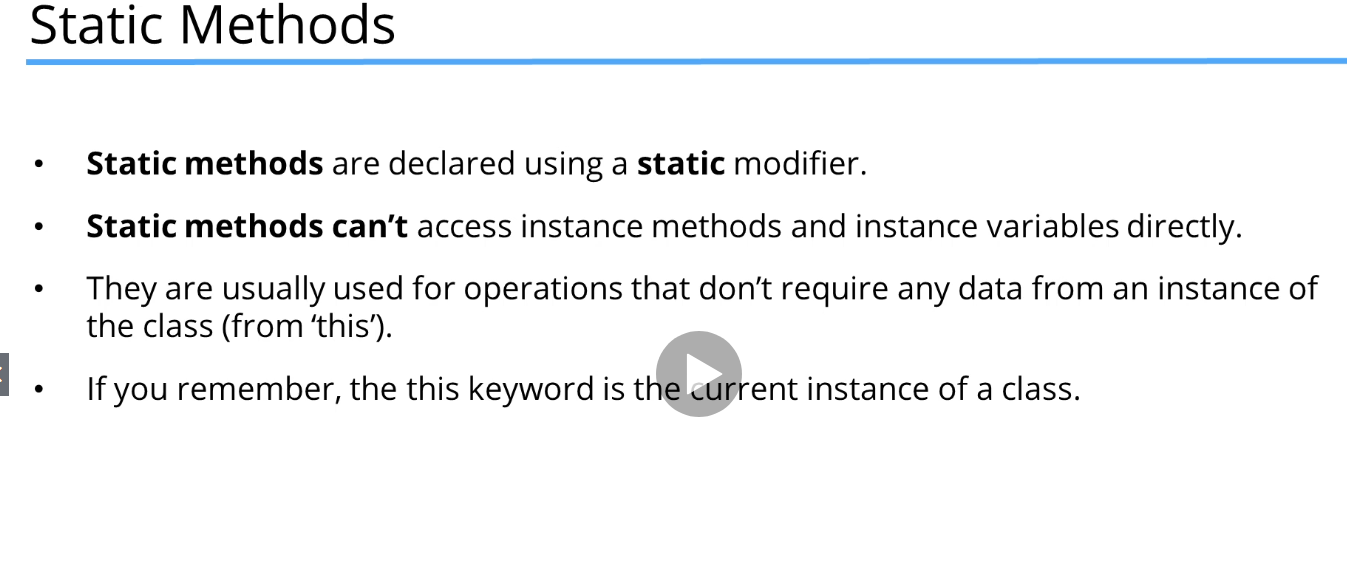 Static Methods
• Static methods are declared using a static modifier.
• Static methods can’t access instance methods and instance variables directly.
• They are usually used for operations that don’t require any data from an instance of
the class (from ‘this’).
• If you remember, the this keyword is the current instance of a class.